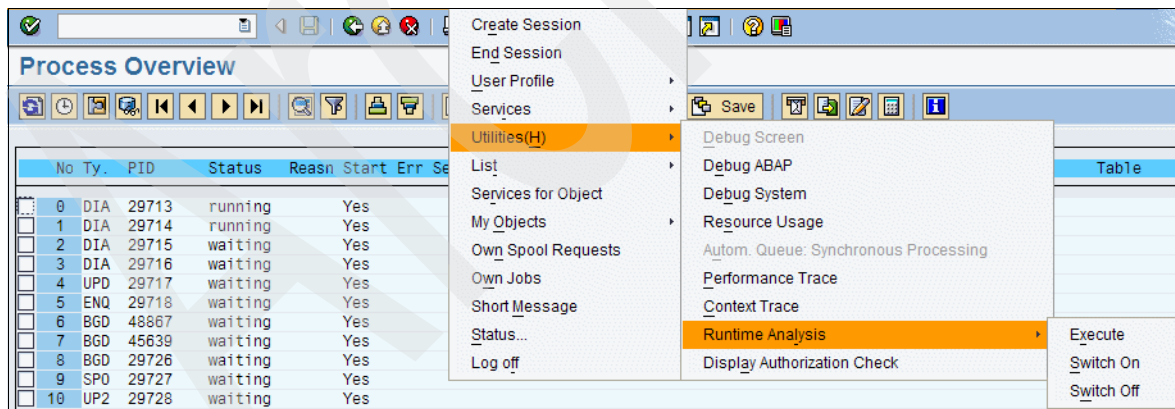 Process Overview
Save
Create Session
End Session
User Profile
Services
Utilities(H)
List
Services for Object
My Objects
Own Spool Requests
Own Jobs
Short Message
Status...
Log off
Debug Screen
Debug ABAP
Debug System
Resource Usage
Autom. Queue: Synchronous Processing
Performance Trace
Context Trace
Runtime Analysis
Display Authorization Check
Execute
Switch On
Switch Off
No Ty. PID Status Reasn Start Err Se Table
0 DIA 29713 running Yes
1 DIA 29714 running Yes
2 DIA 29715 waiting Yes
3 DIA 29716 waiting Yes
4 UPD 29717 waiting Yes
5 ENQ 29718 waiting Yes
6 BGD 48867 waiting Yes
7 BGD 45639 waiting Yes
8 BGD 29726 waiting Yes
9 SPO 29727 waiting Yes
10 UP2 29728 waiting Yes